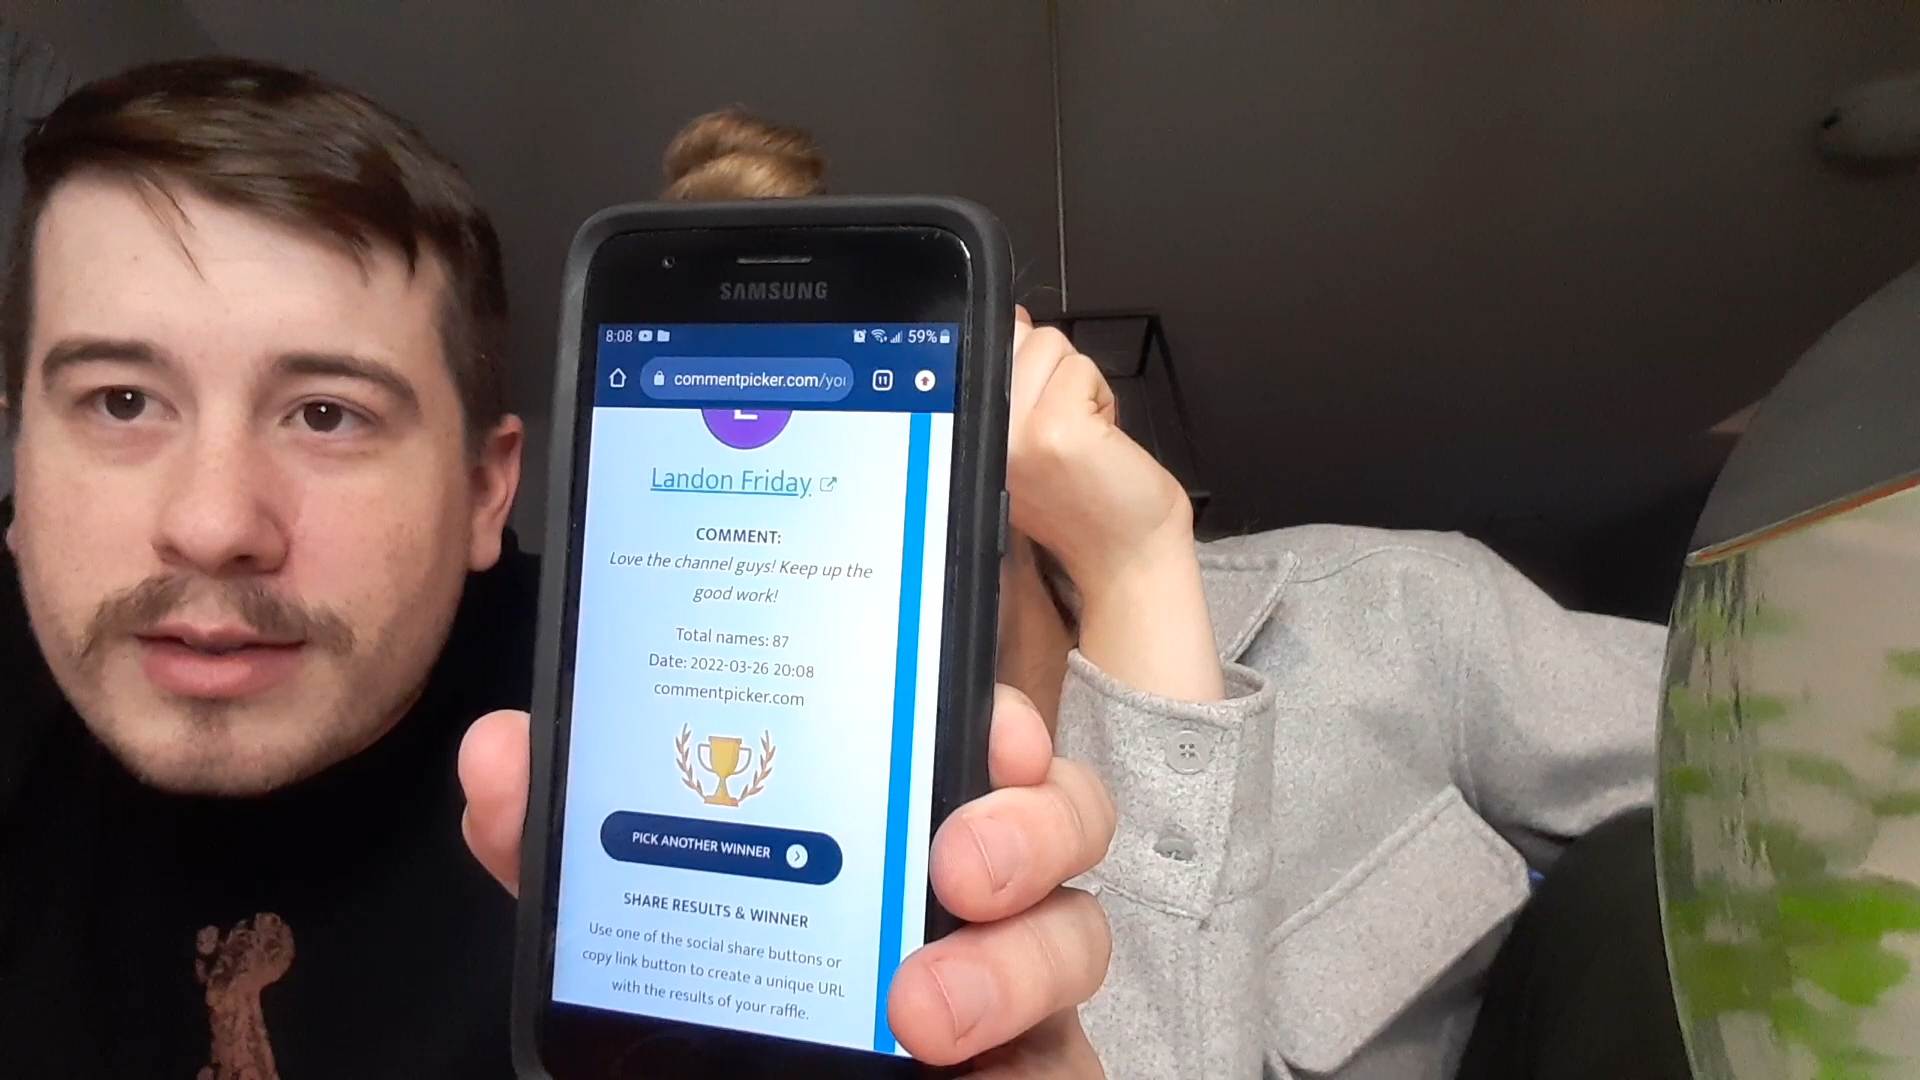 SAMSUNG
8:08 59%
commentpicker.com/you 11
Landon Friday
COMMENT:
Love the channel guys! Keep up the
good work!
Total names: 87
Date: 2022-03-26 20:08
commentpicker.com
PICK ANOTHER WINNER
SHARE RESULTS & WINNER
Use one of the social share buttons or
copy link button to create a unique URL
with the results of your raffle.